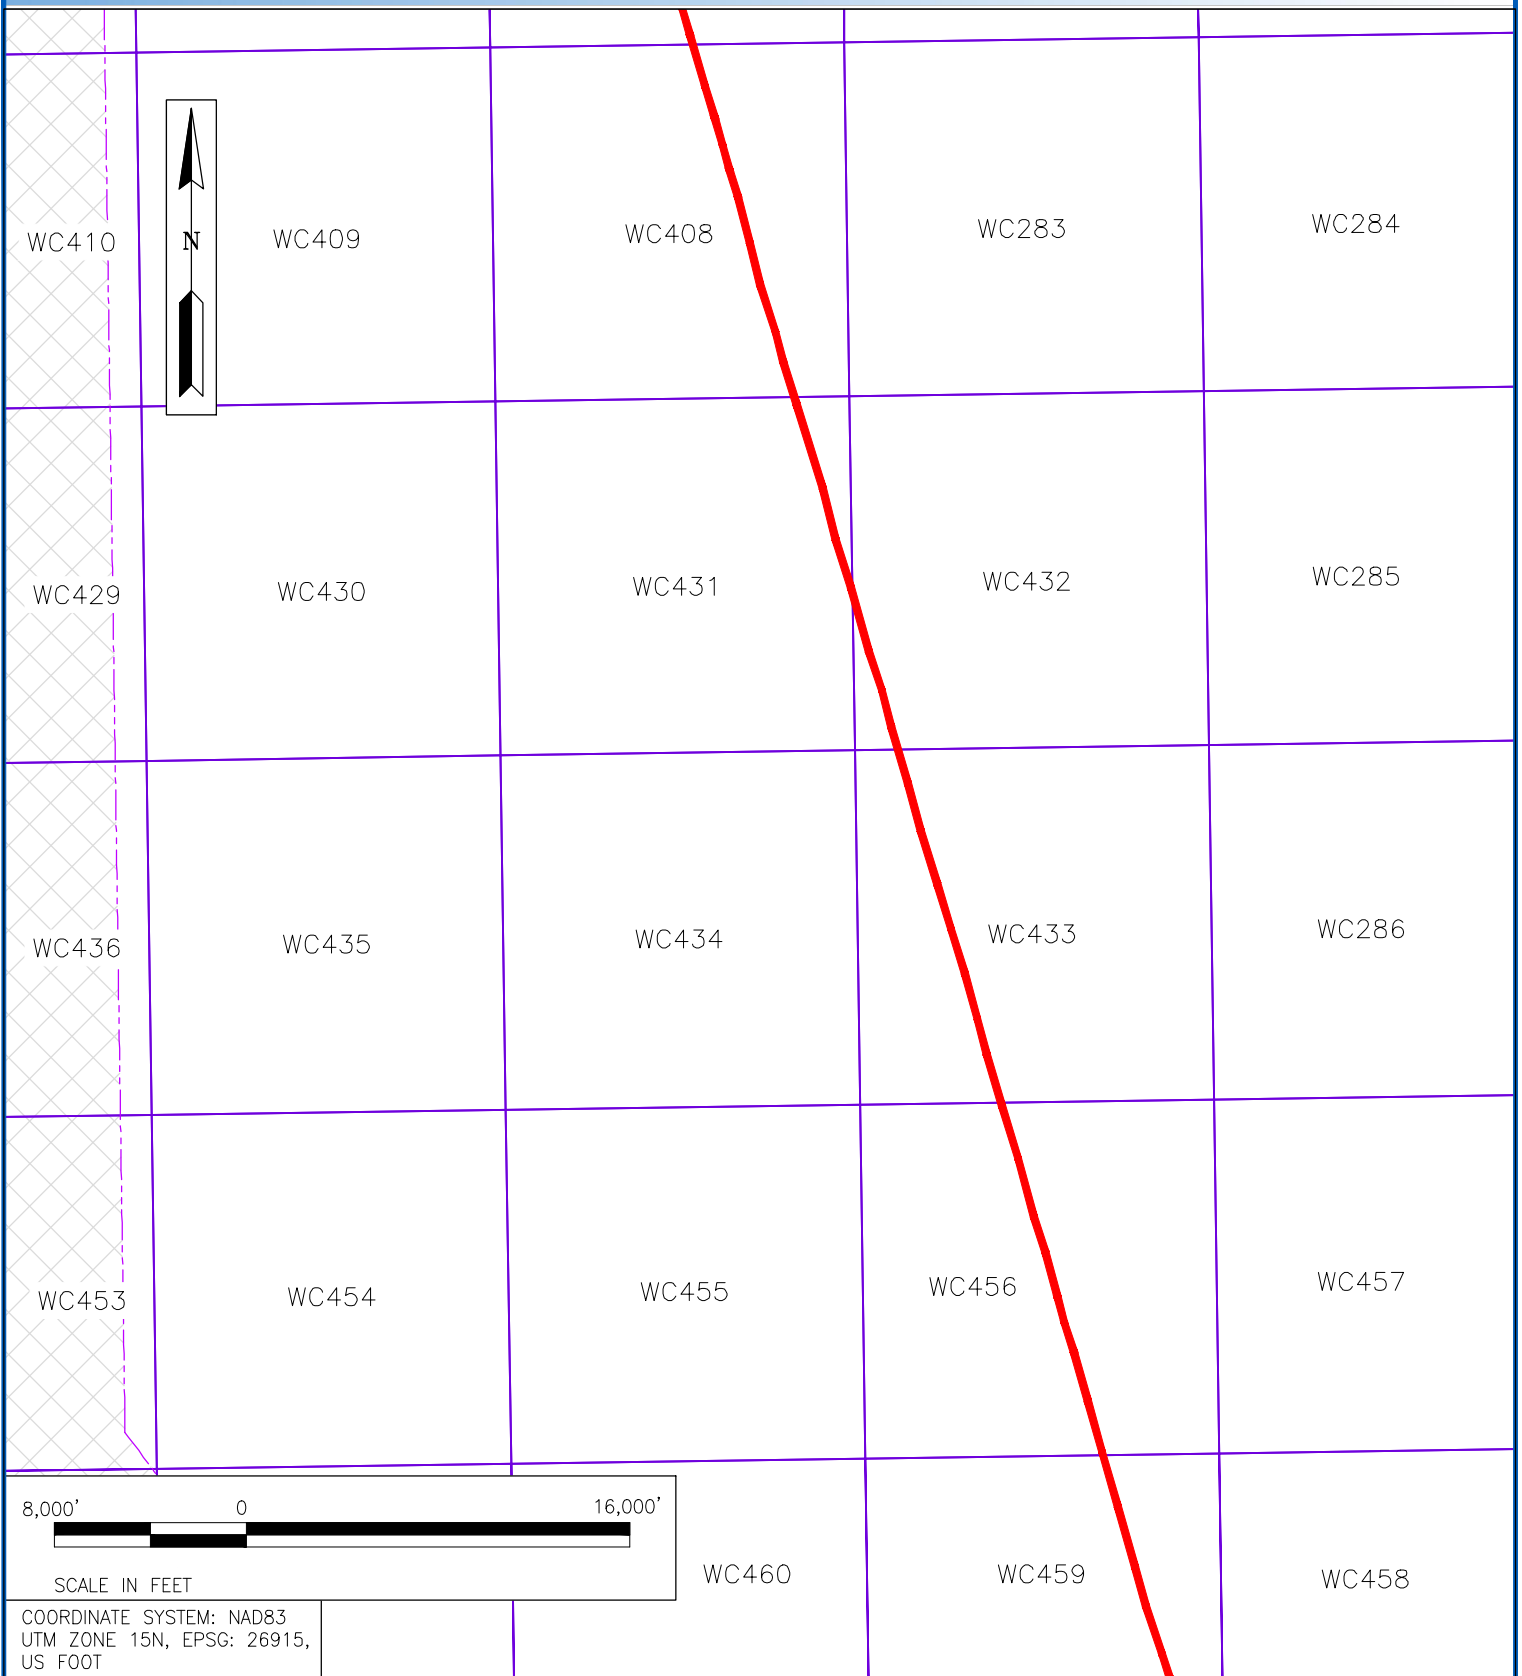 WC410
N
WC409
WC408
WC283
WC284
WC429
WC430
WC431
WC432
WC285
WC436
WC435
WC434
WC433
WC286
WC453
WC454
WC455
WC456
WC457
8,000' 0 16,000'
SCALE IN FEET
WC460
WC459
WC458
COORDINATE SYSTEM: NAD83
UTM ZONE 15N, EPSG: 26915,
US FOOT